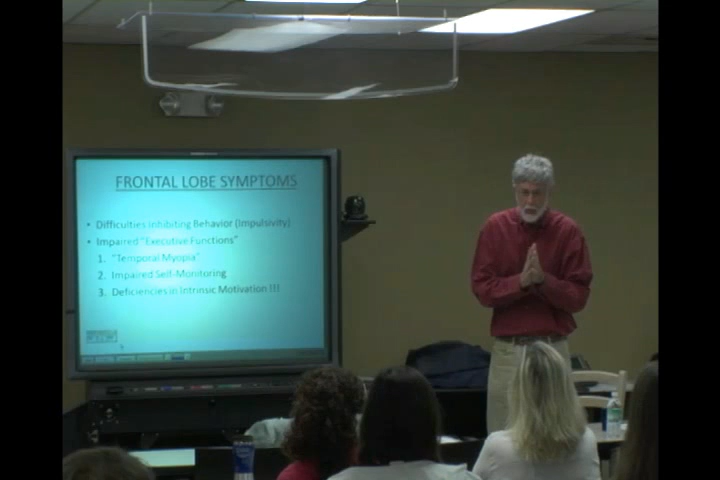 FRONTAL LOBE SYMPTOMS
• Difficulties Inhibiting Behavior (Impulsivity)
• Impaired "Executive Functions"
1. "Temporal Myopia"
2. Impaired Self-Monitoring
3. Deficiencies in Intrinsic Motivation !!!